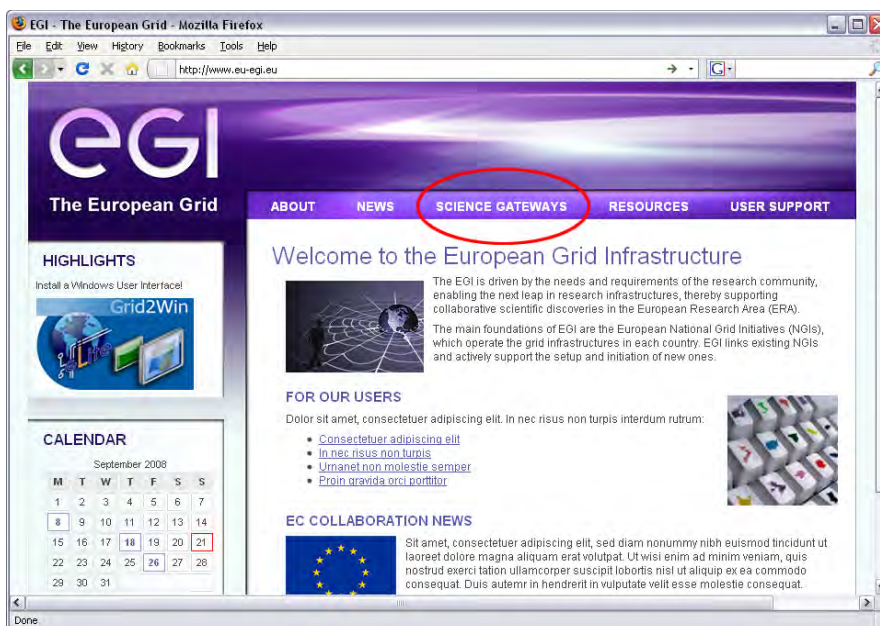 EGI - The European Grid - Mozilla Firefox
File Edit View History Bookmarks Tools Help
http://www.eu-egi.eu
G
egi
The European Grid
ABOUT NEWS SCIENCE GATEWAYS RESOURCES USER SUPPORT
HIGHLIGHTS
Install a Windows User Interface!
Grid2Win
gLite
CALENDAR
September 2008
M T W T F S S
1 2 3 4 5 6 7
8 9 10 11 12 13 14
15 16 17 18 19 20 21
22 23 24 25 26 27 28
29 30 31
Welcome to the European Grid Infrastructure
The EGI is driven by the needs and requirements of the research community,
enabling the next leap in research infrastructures, thereby supporting
collaborative scientific discoveries in the European Research Area (ERA).
The main foundations of EGI are the European National Grid Initiatives (NGIs),
which operate the grid infrastructures in each country. EGI links existing NGIs
and actively support the setup and initiation of new ones.
FOR OUR USERS
Dolor sit amet, consectetuer adipiscing elit. In nec risus non turpis interdum rutrum:
Consectetuer adipiscing elit
In nec risus non turpis
Urnanet non molestie semper
Proin gravida orci porttitor
EC COLLABORATION NEWS
Sit amet, consectetuer adipiscing elit, sed diam nonummy nibh euismod tincidunt ut
laoreet dolore magna aliquam erat volutpat. Ut wisi enim ad minim veniam, quis
nostrud exerci tation ullamcorper suscipit lobortis nisl ut aliquip ex ea commodo
consequat. Duis autemr in hendrerit in vulputate velit esse molestie consequat.
Done